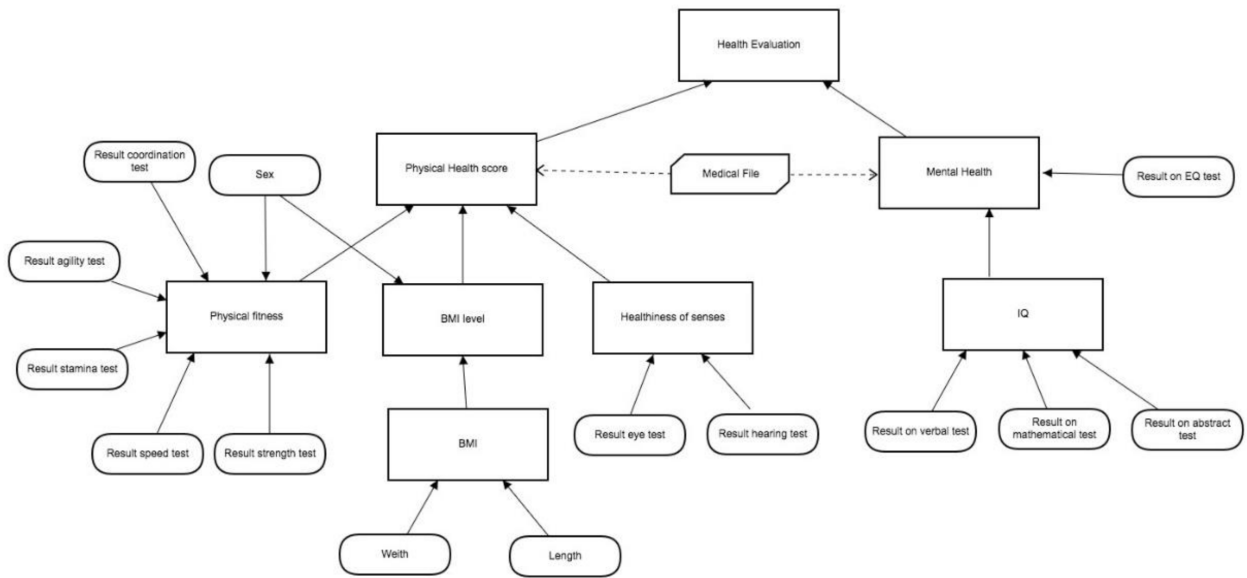 Health Evaluation
Result coordination
test
Sex
Physical Health score
Medical File
Mental Health
Result on EQ test
Result agility test
Physical fitness
BMI level
Healthiness of senses
IQ
Result stamina test
Result speed test
Result strength test
BMI
Result eye test
Result hearing test
Result on verbal test
Result on
mathematical test
Result on abstract
test
Weith
Length